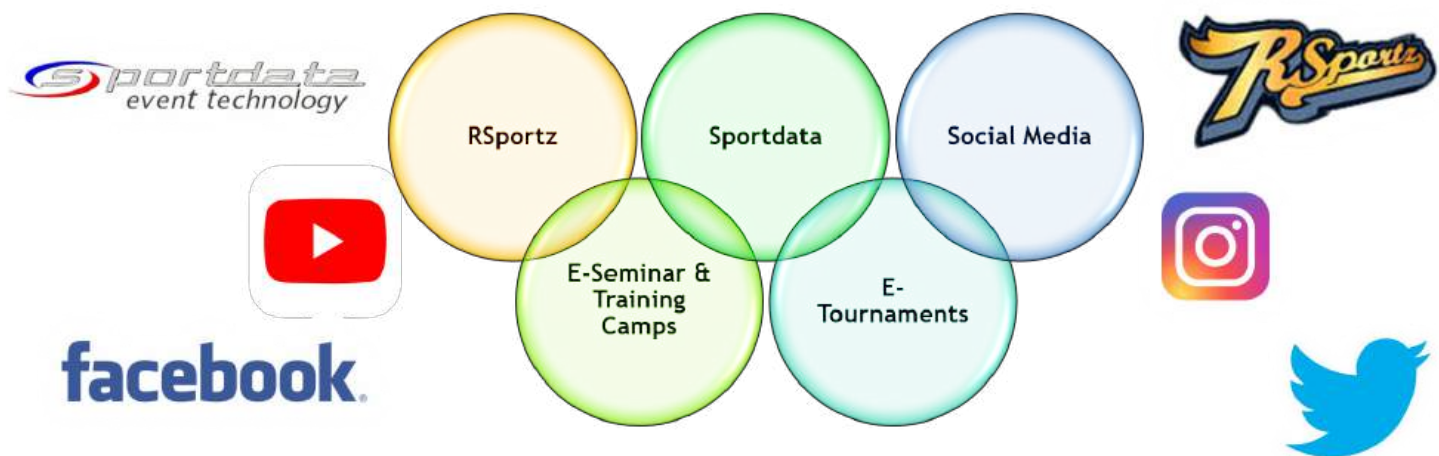 sportdata
event technology
RSportz
Sportdata
Social Media
RSportz
E-Seminar &
Training
Camps
E-
Tournaments
facebook.